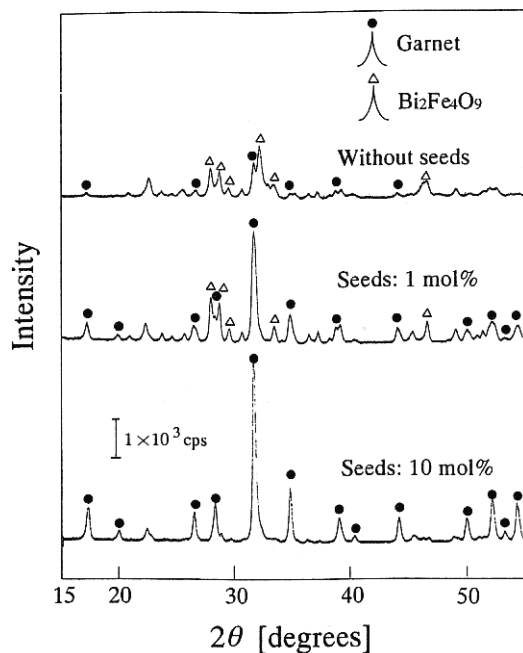 Garnet
Bi₂Fe₄O₉
Without seeds
Seeds: 1 mol%
Intensity
1×10³ cps
Seeds: 10 mol%
15 20 30 40 50
2θ [degrees]